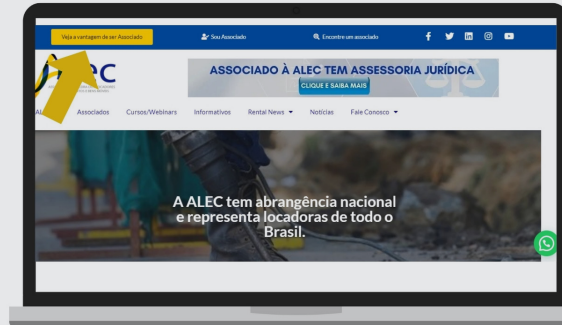 Veja a vantagem de ser Associado
Sou Associado
Encontre um associado
ASSOCIADO À ALEC TEM ASSESSORIA JURÍDICA
CLIQUE E SAIBA MAIS
Associados
Cursos/Webinars
Informativos
Rental News
Notícias
Fale Conosco
A ALEC tem abrangência nacional
e representa locadoras de todo o
Brasil.